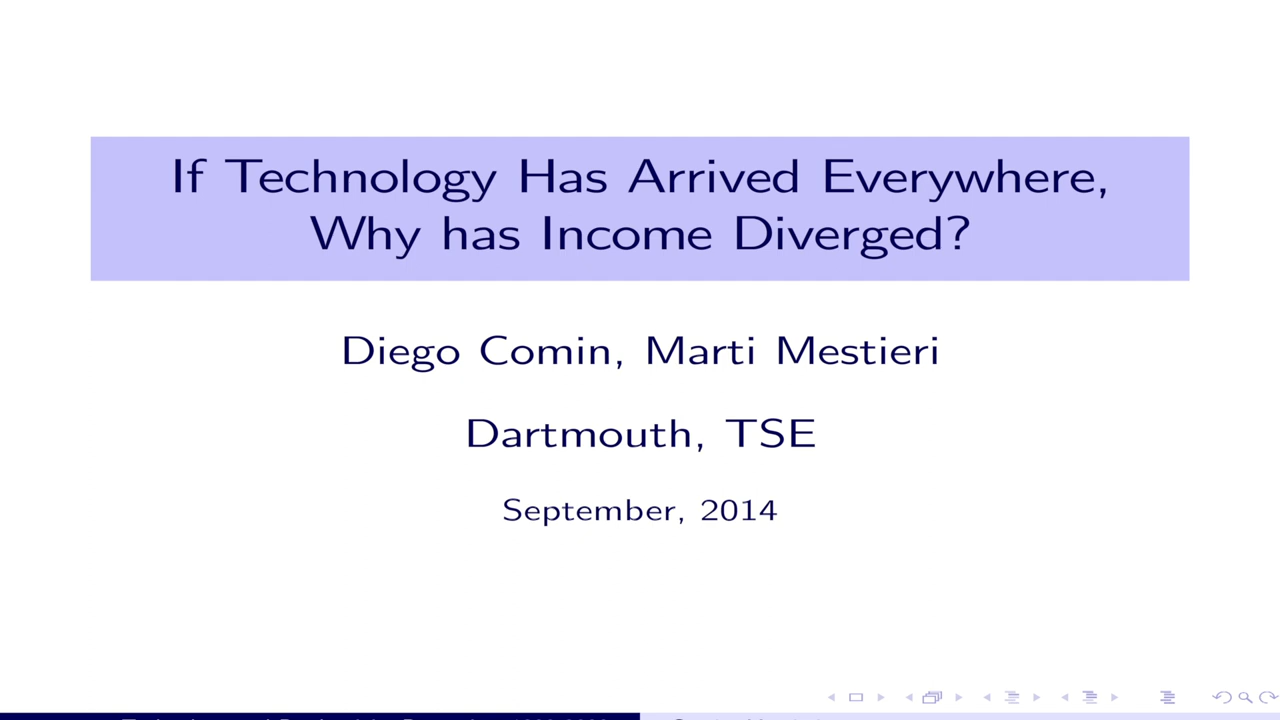 If Technology Has Arrived Everywhere,
Why has Income Diverged?
Diego Comin, Marti Mestieri
Dartmouth, TSE
September, 2014